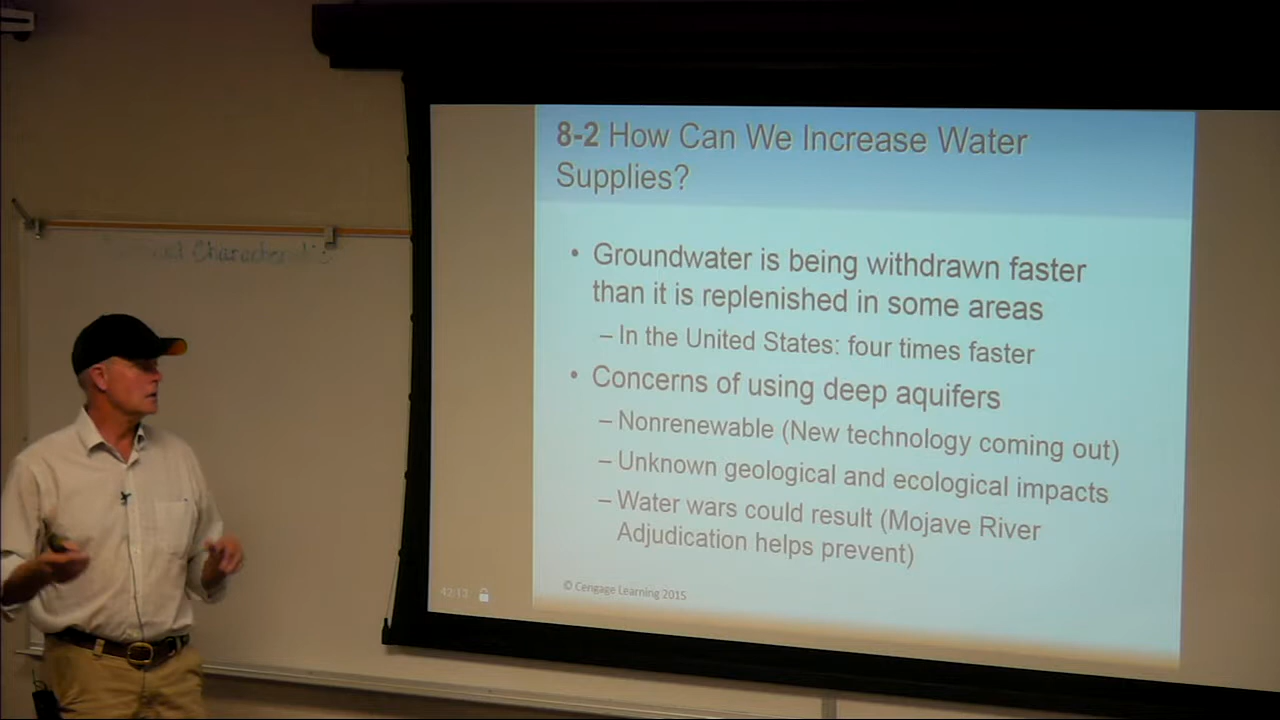 8-2 How Can We Increase Water
Supplies?
• Groundwater is being withdrawn faster
than it is replenished in some areas
– In the United States: four times faster
• Concerns of using deep aquifers
– Nonrenewable (New technology coming out)
– Unknown geological and ecological impacts
– Water wars could result (Mojave River
Adjudication helps prevent)
© Cengage Learning 2015
42:13